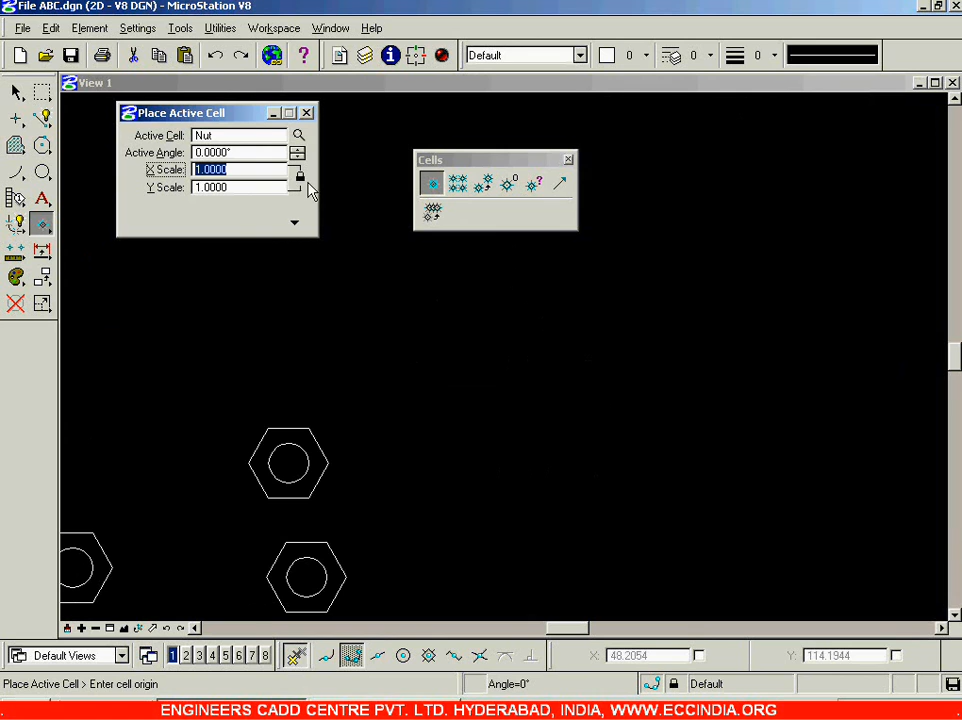 File ABC.dgn (2D - V8 DGN) - MicroStation V8
File Edit Element Settings Tools Utilities Workspace Window Help
Default 0 0 0
View 1
Place Active Cell
Active Cell: Nut
Active Angle: 0.0000°
X Scale: 1.0000
Y Scale: 1.0000
Cells
Default Views 1 2 3 4 5 6 7 8 X: 48.2054 Y: 114.1944
Place Active Cell > Enter cell origin Angle=0° Default
ENGINEERS CADD CENTRE PVT. LTD. HYDERABAD, INDIA, WWW.ECCINDIA.ORG